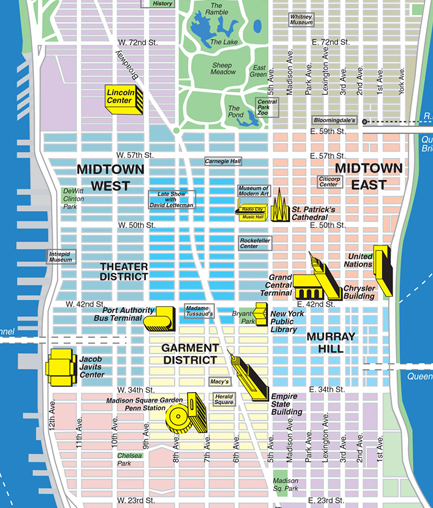 History
The
Ramble
Whitney
Museum
W. 72nd St.
The Lake
E. 72nd St.
Broadway
Sheep
Meadow
East
Green
5th Ave.
Madison Ave.
Park Ave.
Lexington Ave.
3rd Ave.
2nd Ave.
1st Ave.
York Ave.
Lincoln
Center
The
Pond
Central
Park
Zoo
Bloomingdale's
R.
E. 59th St.
Qu
Bri
W. 57th St.
Carnegie Hall
E. 57th St.
MIDTOWN
WEST
MIDTOWN
EAST
Citicorp
Center
DeWitt
Clinton
Park
Late Show
with
David Letterman
Museum of
Modern Art
Radio City
Music Hall
St. Patrick's
Cathedral
W. 50th St.
E. 50th St.
Rockefeller
Center
Intrepid
Museum
United
Nations
THEATER
DISTRICT
Grand
Central
Terminal
Chrysler
Building
W. 42nd St.
E. 42nd St.
Port Authority
Bus Terminal
Madame
Tussaud's
Bryant
Park
New York
Public
Library
nnel
GARMENT
DISTRICT
MURRAY
HILL
Jacob
Javits
Center
Macy's
Queen
W. 34th St.
E. 34th St.
Madison Square Garden
Penn Station
Herald
Square
Empire
State
Building
12th Ave.
11th Ave.
10th Ave.
9th Ave.
8th Ave.
7th Ave.
6th Ave.
5th Ave.
Madison Ave.
Park Ave.
Lexington Ave.
3rd Ave.
2nd Ave.
1st Ave.
Chelsea
Park
Madison
Sq. Park
W. 23rd St.
E. 23rd St.